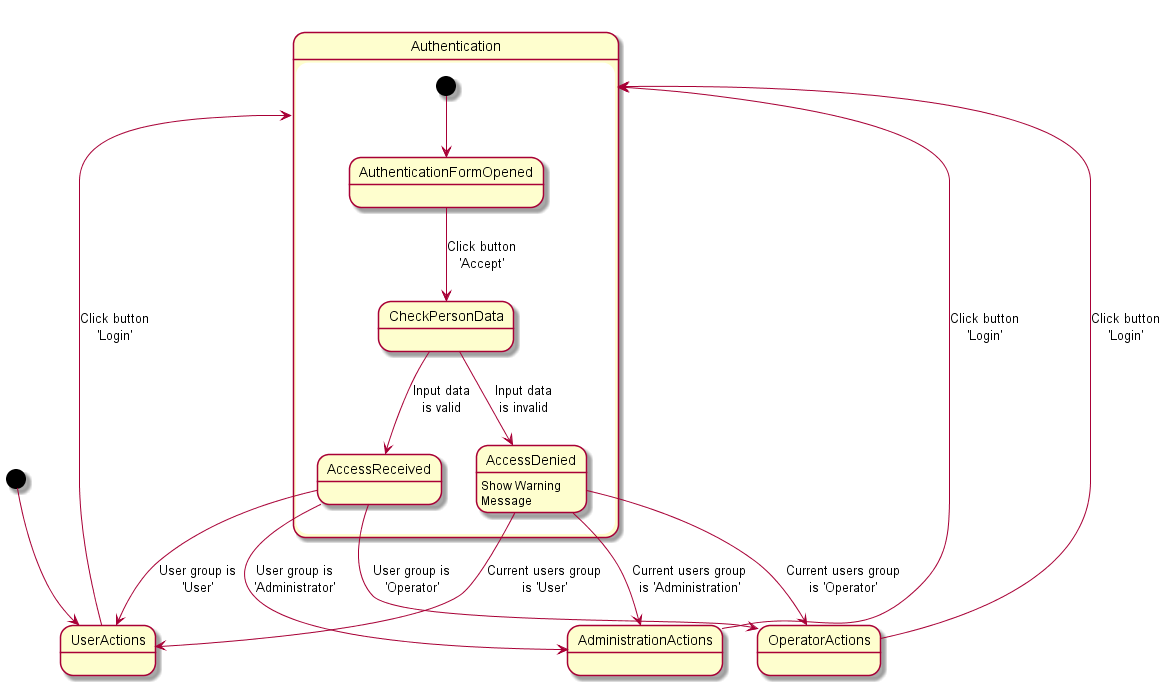 Authentication
AuthenticationFormOpened
Click button
'Accept'
CheckPersonData
Click button
'Login'
Click button
'Login'
Click button
'Login'
Input data
is valid
Input data
is invalid
AccessReceived
AccessDenied
Show Warning
Message
User group is
'User'
User group is
'Administrator'
User group is
'Operator'
Current users group
is 'User'
Current users group
is 'Administration'
Current users group
is 'Operator'
UserActions
AdministrationActions
OperatorActions